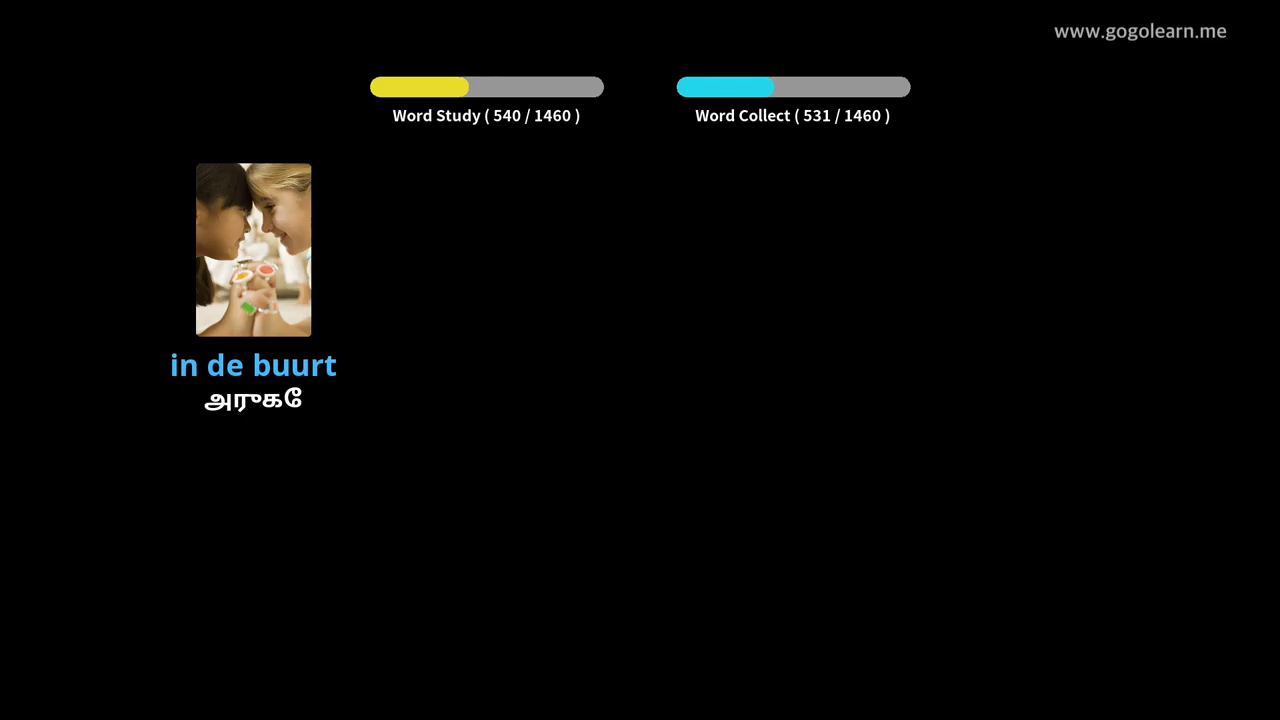 www.gogolearn.me
Word Study ( 540 / 1460 )
Word Collect ( 531 / 1460 )
in de buurt
அருகே